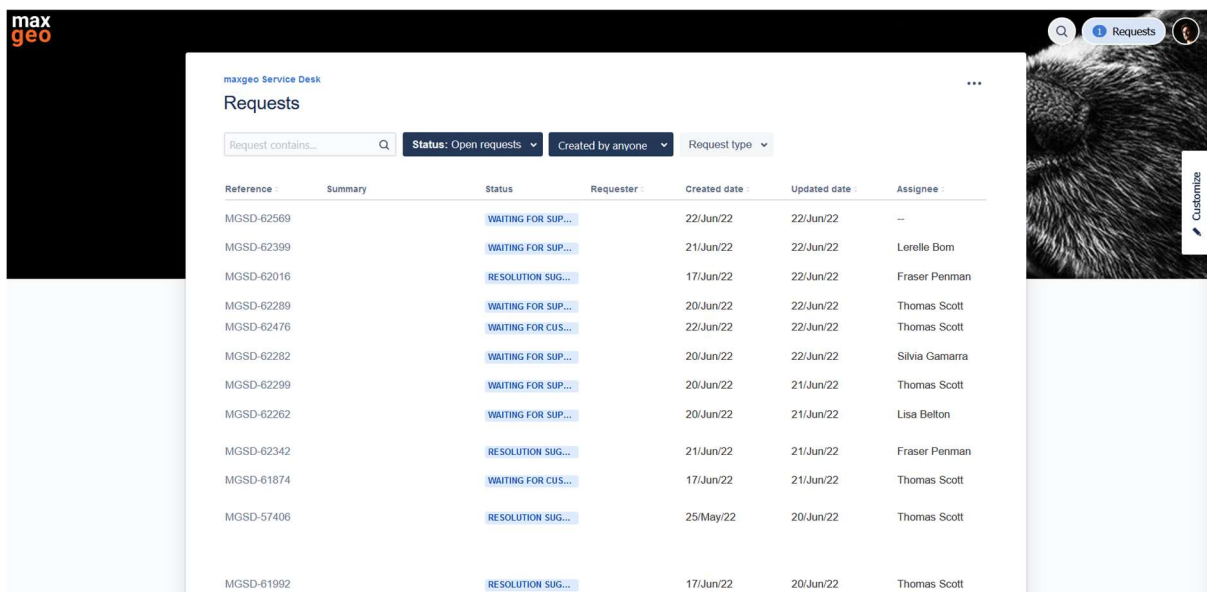 max
geo
1 Requests
maxgeo Service Desk
Requests
Request contains... Status: Open requests Created by anyone Request type
Customize
Reference Summary Status Requester Created date Updated date Assignee
MGSD-62569 WAITING FOR SUP... 22/Jun/22 22/Jun/22 --
MGSD-62399 WAITING FOR SUP... 21/Jun/22 22/Jun/22 Lerelle Bom
MGSD-62016 RESOLUTION SUG... 17/Jun/22 22/Jun/22 Fraser Penman
MGSD-62289 WAITING FOR SUP... 20/Jun/22 22/Jun/22 Thomas Scott
MGSD-62476 WAITING FOR CUS... 22/Jun/22 22/Jun/22 Thomas Scott
MGSD-62282 WAITING FOR SUP... 20/Jun/22 22/Jun/22 Silvia Gamarra
MGSD-62299 WAITING FOR SUP... 20/Jun/22 21/Jun/22 Thomas Scott
MGSD-62262 WAITING FOR SUP... 20/Jun/22 21/Jun/22 Lisa Belton
MGSD-62342 RESOLUTION SUG... 21/Jun/22 21/Jun/22 Fraser Penman
MGSD-61874 WAITING FOR CUS... 17/Jun/22 21/Jun/22 Thomas Scott
MGSD-57406 RESOLUTION SUG... 25/May/22 20/Jun/22 Thomas Scott
MGSD-61992 RESOLUTION SUG... 17/Jun/22 20/Jun/22 Thomas Scott